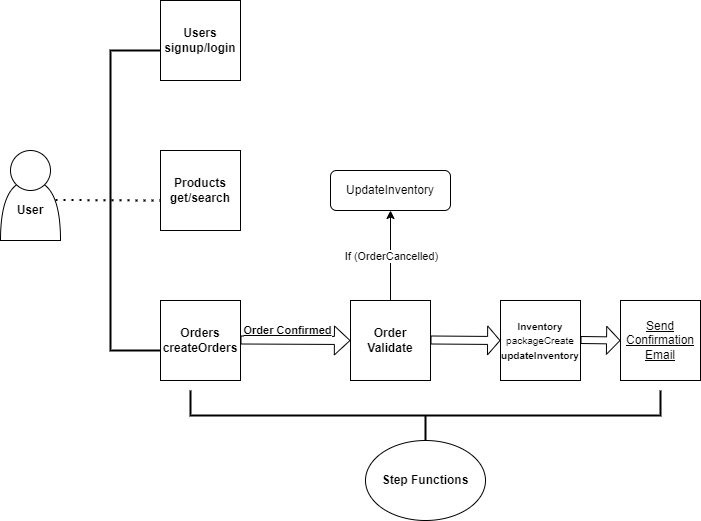 Users
signup/login
Products
get/search
User
UpdateInventory
If (OrderCancelled)
Orders
createOrders
Order Confirmed
Order
Validate
Inventory
packageCreate
updateInventory
Send
Confirmation
Email
Step Functions